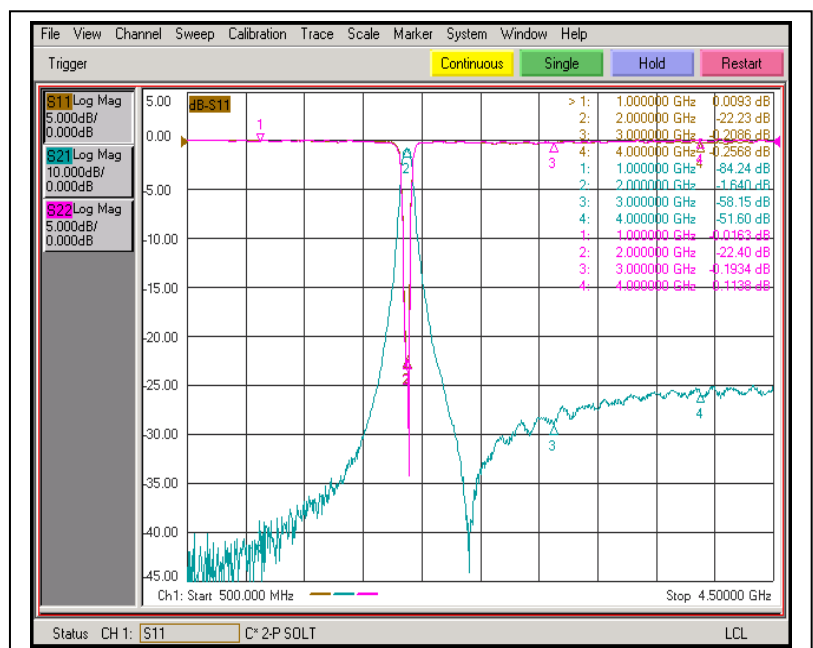 File View Channel Sweep Calibration Trace Scale Marker System Window Help
Trigger Continuous Single Hold Restart
S11 Log Mag
5.000dB/
0.000dB
S21 Log Mag
10.000dB/
0.000dB
S22 Log Mag
5.000dB/
0.000dB
dB-S11
5.00
0.00
-5.00
-10.00
-15.00
-20.00
-25.00
-30.00
-35.00
-40.00
-45.00
> 1: 1.000000 GHz 0.0093 dB
2: 2.000000 GHz -22.23 dB
3: 3.000000 GHz -0.2086 dB
4: 4.000000 GHz -0.2568 dB
1: 1.000000 GHz -84.24 dB
2: 2.000000 GHz -1.640 dB
3: 3.000000 GHz -58.15 dB
4: 4.000000 GHz -51.60 dB
1: 1.000000 GHz -0.0163 dB
2: 2.000000 GHz -22.40 dB
3: 3.000000 GHz -0.1934 dB
4: 4.000000 GHz 0.1138 dB
1
2
3
4
2
3
4
Ch1: Start 500.000 MHz Stop 4.50000 GHz
Status CH 1: S11 C* 2-P SOLT LCL